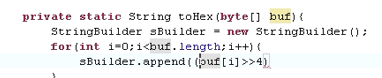 private static String toHex(byte[] buf){
StringBuilder sBuilder = new StringBuilder();
for(int i=0;i<buf.length;i++){
sBuilder.append((buf[i]>>4)
}